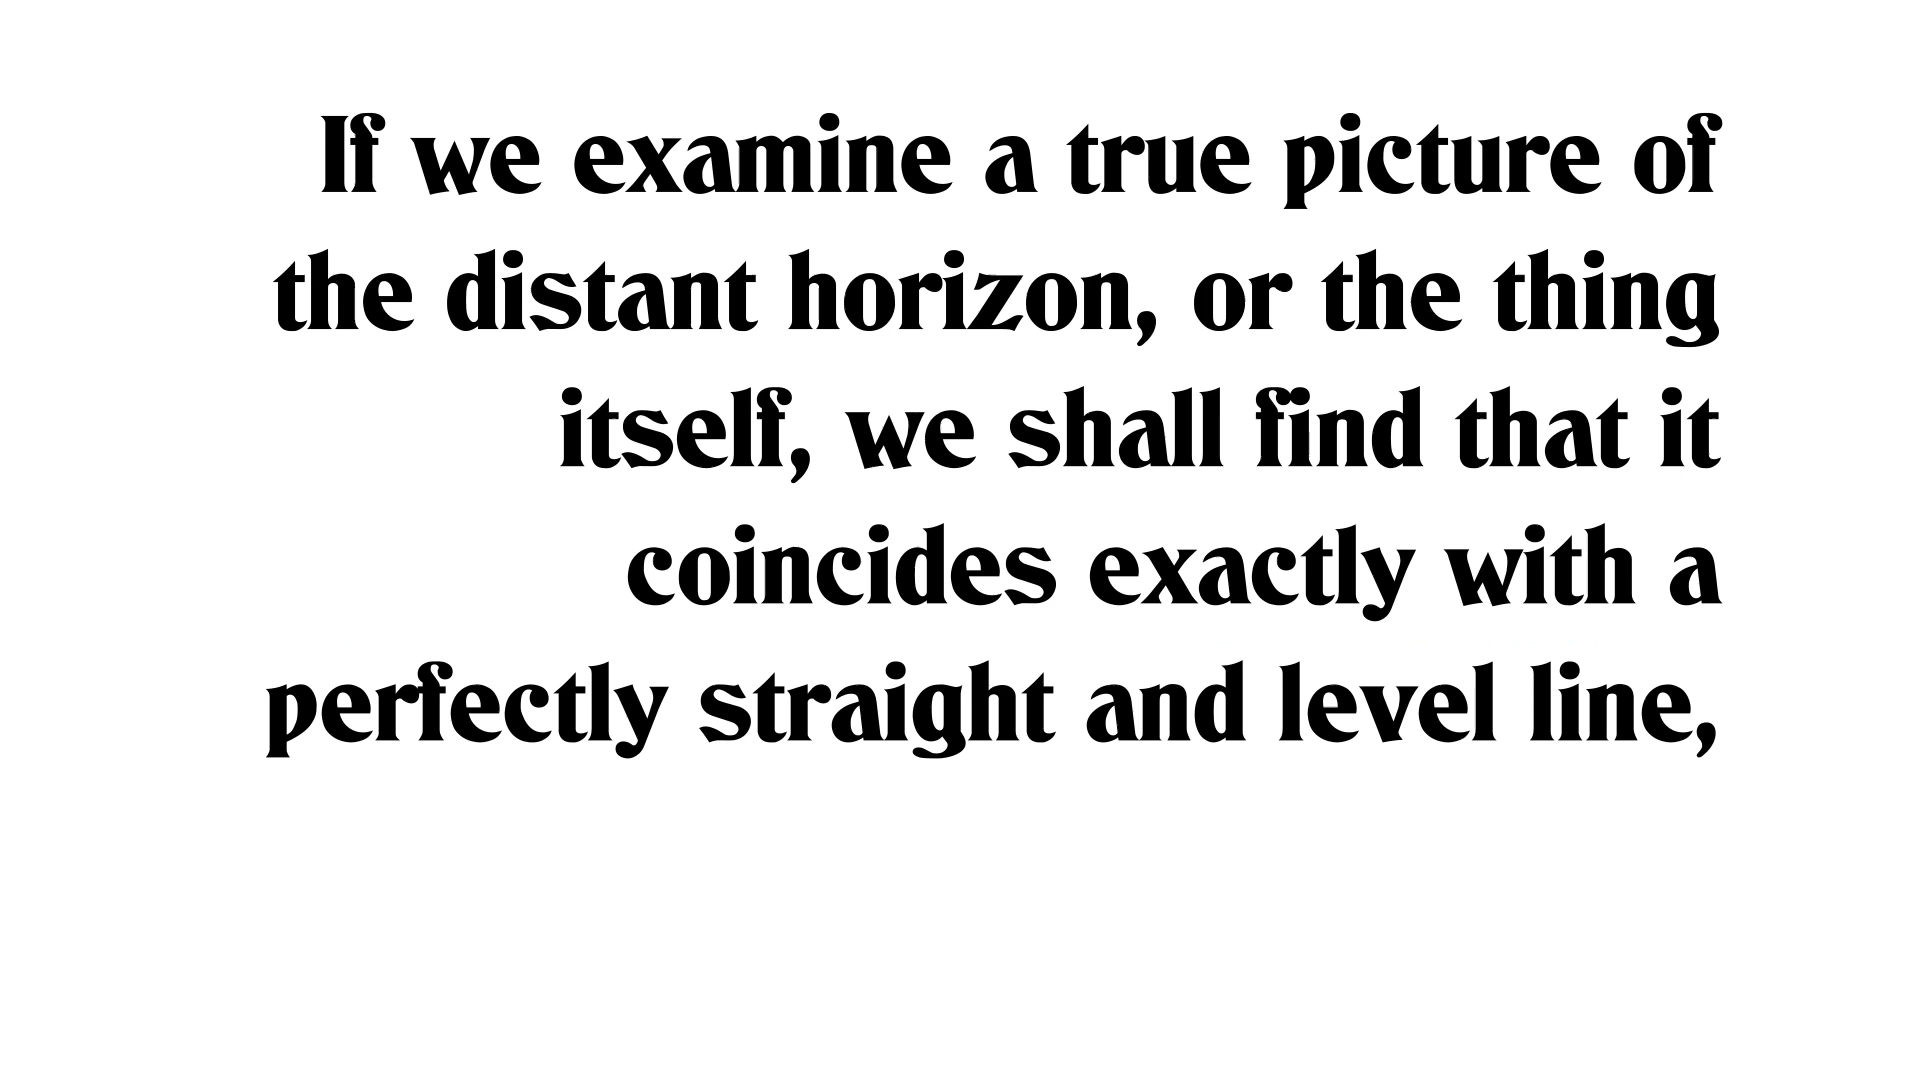 If we examine a true picture of
the distant horizon, or the thing
itself, we shall find that it
coincides exactly with a
perfectly straight and level line,